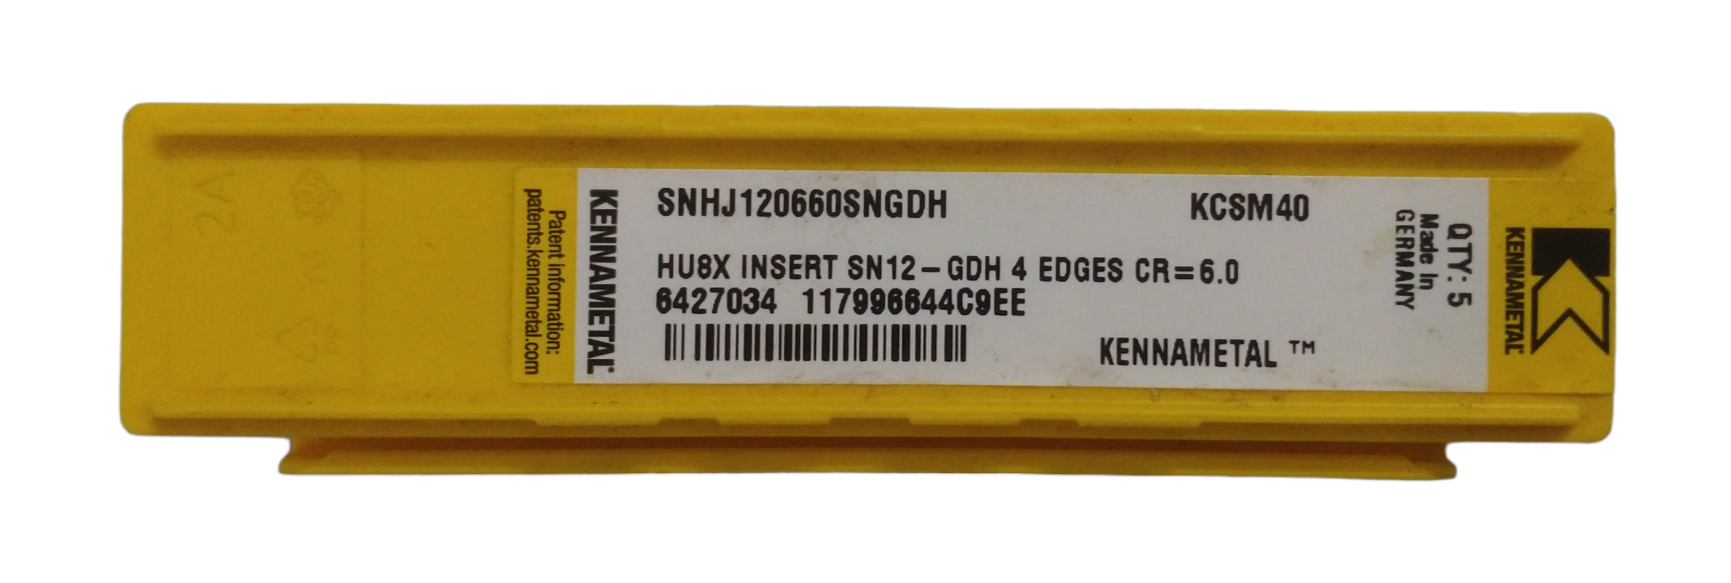 2A
Patent information:
patents.kennametal.com
KENNAMETAL
SNHJ120660SNGDH KCSM40
HU8X INSERT SN12-GDH 4 EDGES CR=6.0
6427034 117996644C9EE
KENNAMETAL ™
QTY: 5
Made In
GERMANY
KENNAMETAL